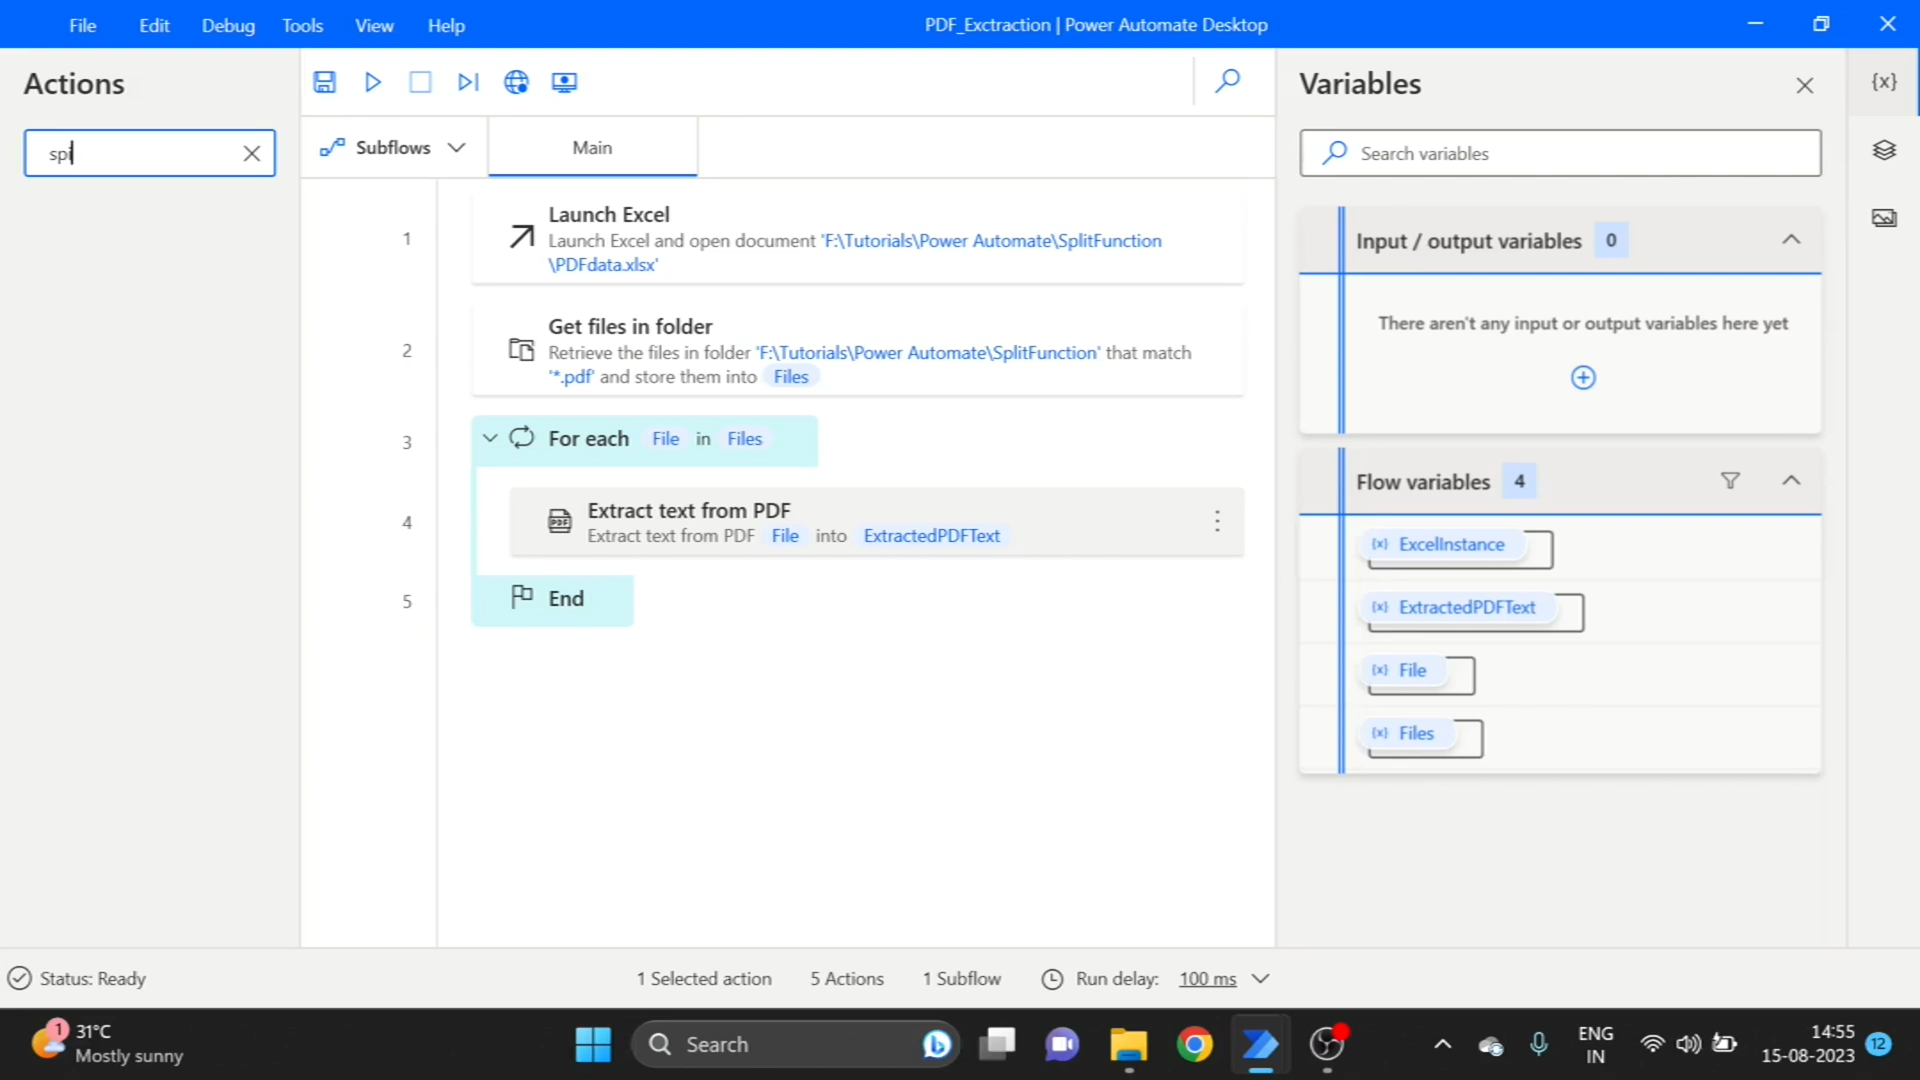 File Edit Debug Tools View Help
PDF_Exctraction | Power Automate Desktop
Actions
spi
Subflows
Main
1
Launch Excel
Launch Excel and open document 'F:\Tutorials\Power Automate\SplitFunction
\PDFdata.xlsx'
2
Get files in folder
Retrieve the files in folder 'F:\Tutorials\Power Automate\SplitFunction' that match
'*.pdf' and store them into Files
3
For each File in Files
4
Extract text from PDF
Extract text from PDF File into ExtractedPDFText
5
End
Variables
{x}
Search variables
Input / output variables 0
There aren't any input or output variables here yet
Flow variables 4
{x} ExcelInstance
{x} ExtractedPDFText
{x} File
{x} Files
Status: Ready
1 Selected action
5 Actions
1 Subflow
Run delay: 100 ms
1
31°C
Mostly sunny
Search
ENG
IN
14:55
15-08-2023
12